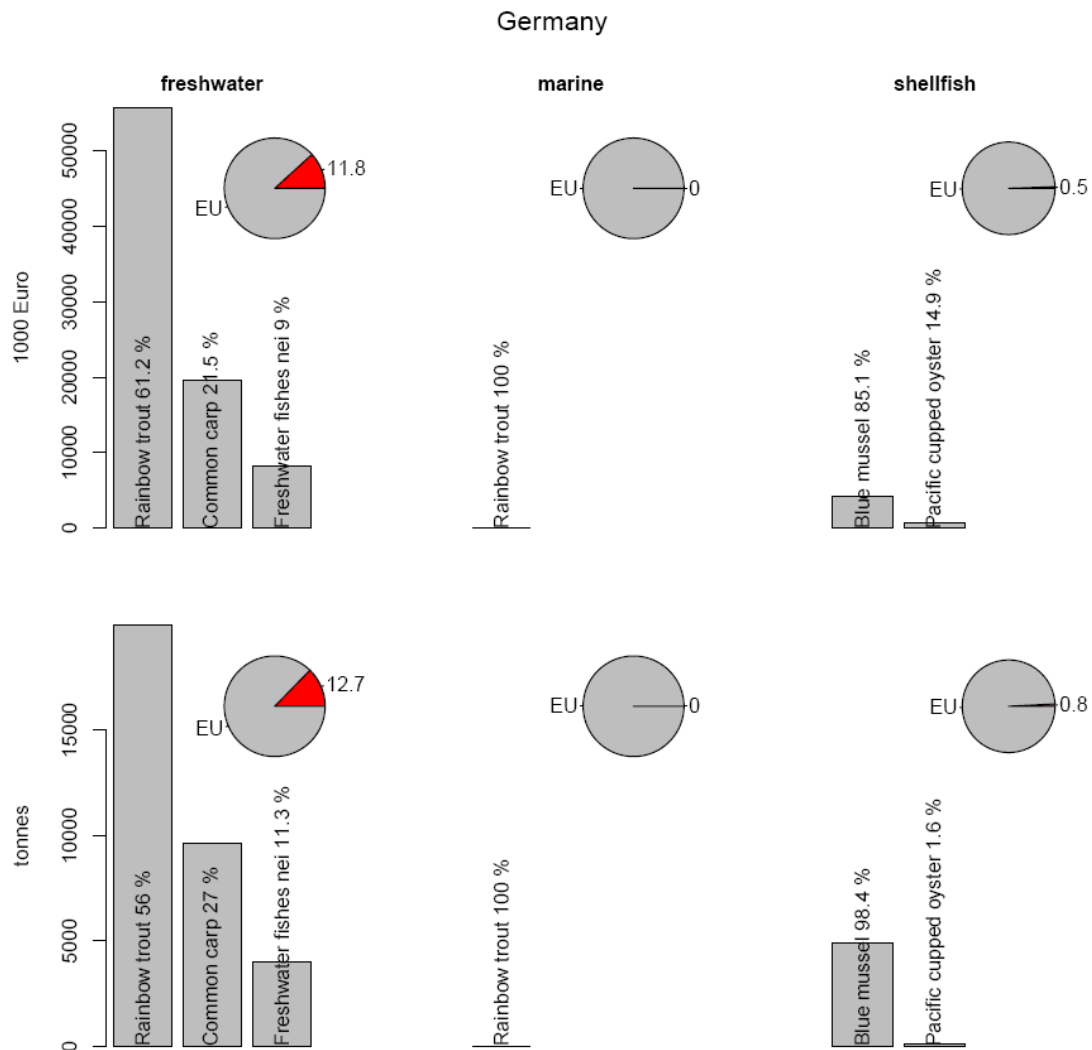 Germany
freshwater
marine
shellfish
1000 Euro
0
10000
20000
30000
40000
50000
Rainbow trout 61.2 %
Common carp 21.5 %
Freshwater fishes nei 9 %
11.8
EU
Rainbow trout 100 %
EU
0
Blue mussel 85.1 %
Pacific cupped oyster 14.9 %
EU
0.5
tonnes
0
5000
10000
15000
Rainbow trout 56 %
Common carp 27 %
Freshwater fishes nei 11.3 %
12.7
EU
Rainbow trout 100 %
EU
0
Blue mussel 98.4 %
Pacific cupped oyster 1.6 %
EU
0.8